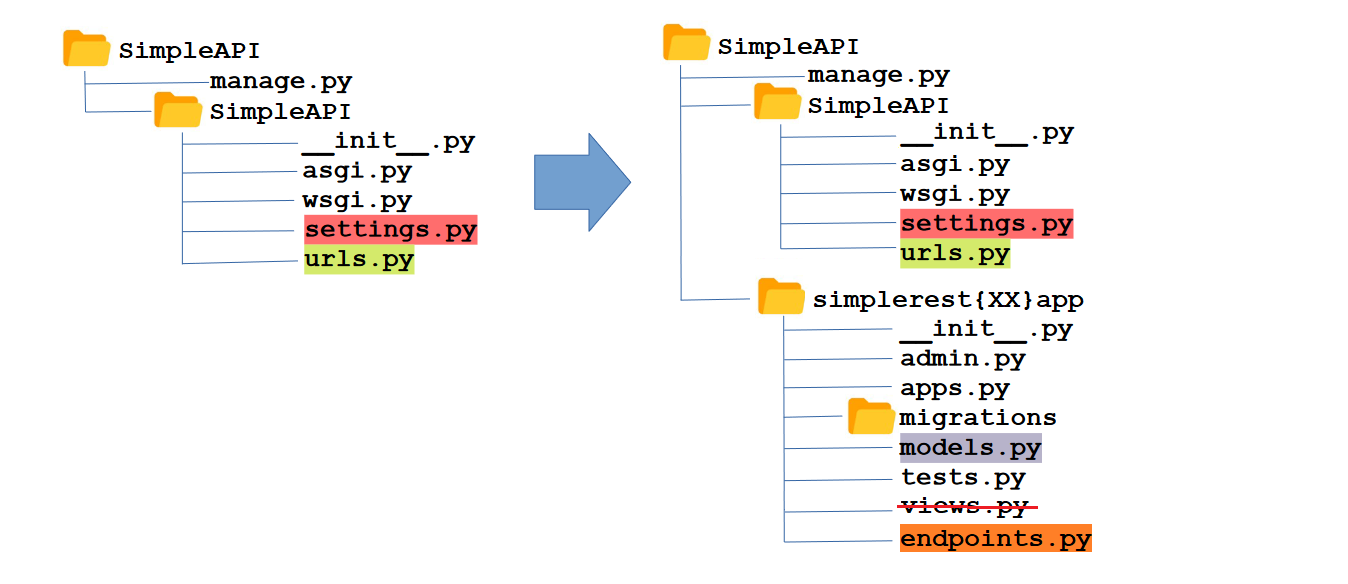 SimpleAPI
manage.py
SimpleAPI
__init__.py
asgi.py
wsgi.py
settings.py
urls.py
SimpleAPI
manage.py
SimpleAPI
__init__.py
asgi.py
wsgi.py
settings.py
urls.py
simplerest{XX}app
__init__.py
admin.py
apps.py
migrations
models.py
tests.py
views.py
endpoints.py